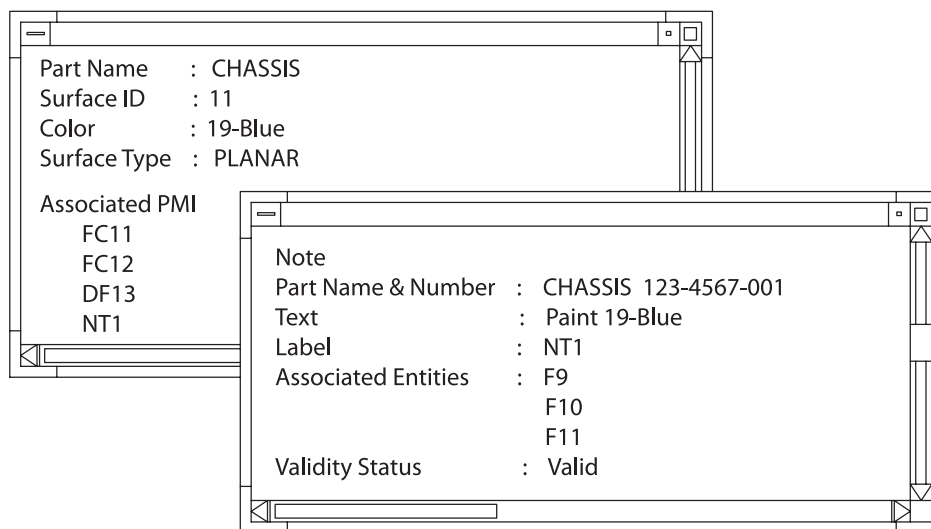 Part Name : CHASSIS
Surface ID : 11
Color : 19-Blue
Surface Type : PLANAR
Associated PMI
FC11
FC12
DF13
NT1
Note
Part Name & Number : CHASSIS 123-4567-001
Text : Paint 19-Blue
Label : NT1
Associated Entities : F9
F10
F11
Validity Status : Valid